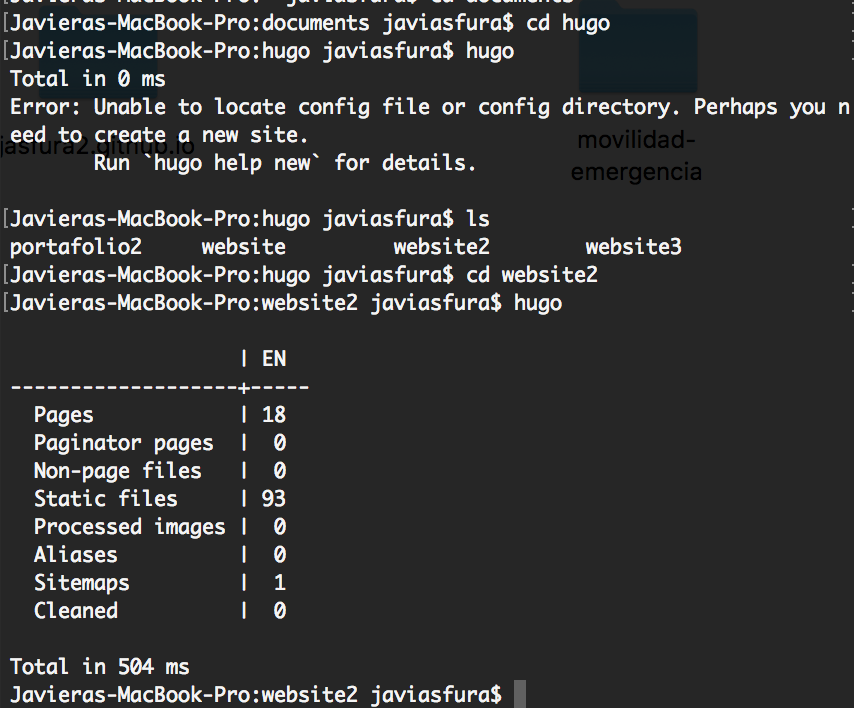 cd documents
[Javieras-MacBook-Pro:documents javiasfura$ cd hugo
[Javieras-MacBook-Pro:hugo javiasfura$ hugo
Total in 0 ms
Error: Unable to locate config file or config directory. Perhaps you n
eed to create a new site.
       Run `hugo help new` for details.
jasfura2.github.io
movilidad-
emergencia
[Javieras-MacBook-Pro:hugo javiasfura$ ls
portafolio2     website         website2        website3
[Javieras-MacBook-Pro:hugo javiasfura$ cd website2
[Javieras-MacBook-Pro:website2 javiasfura$ hugo
                   | EN
-------------------+-----
  Pages            | 18
  Paginator pages  |  0
  Non-page files   |  0
  Static files     | 93
  Processed images |  0
  Aliases          |  0
  Sitemaps         |  1
  Cleaned          |  0
Total in 504 ms
Javieras-MacBook-Pro:website2 javiasfura$